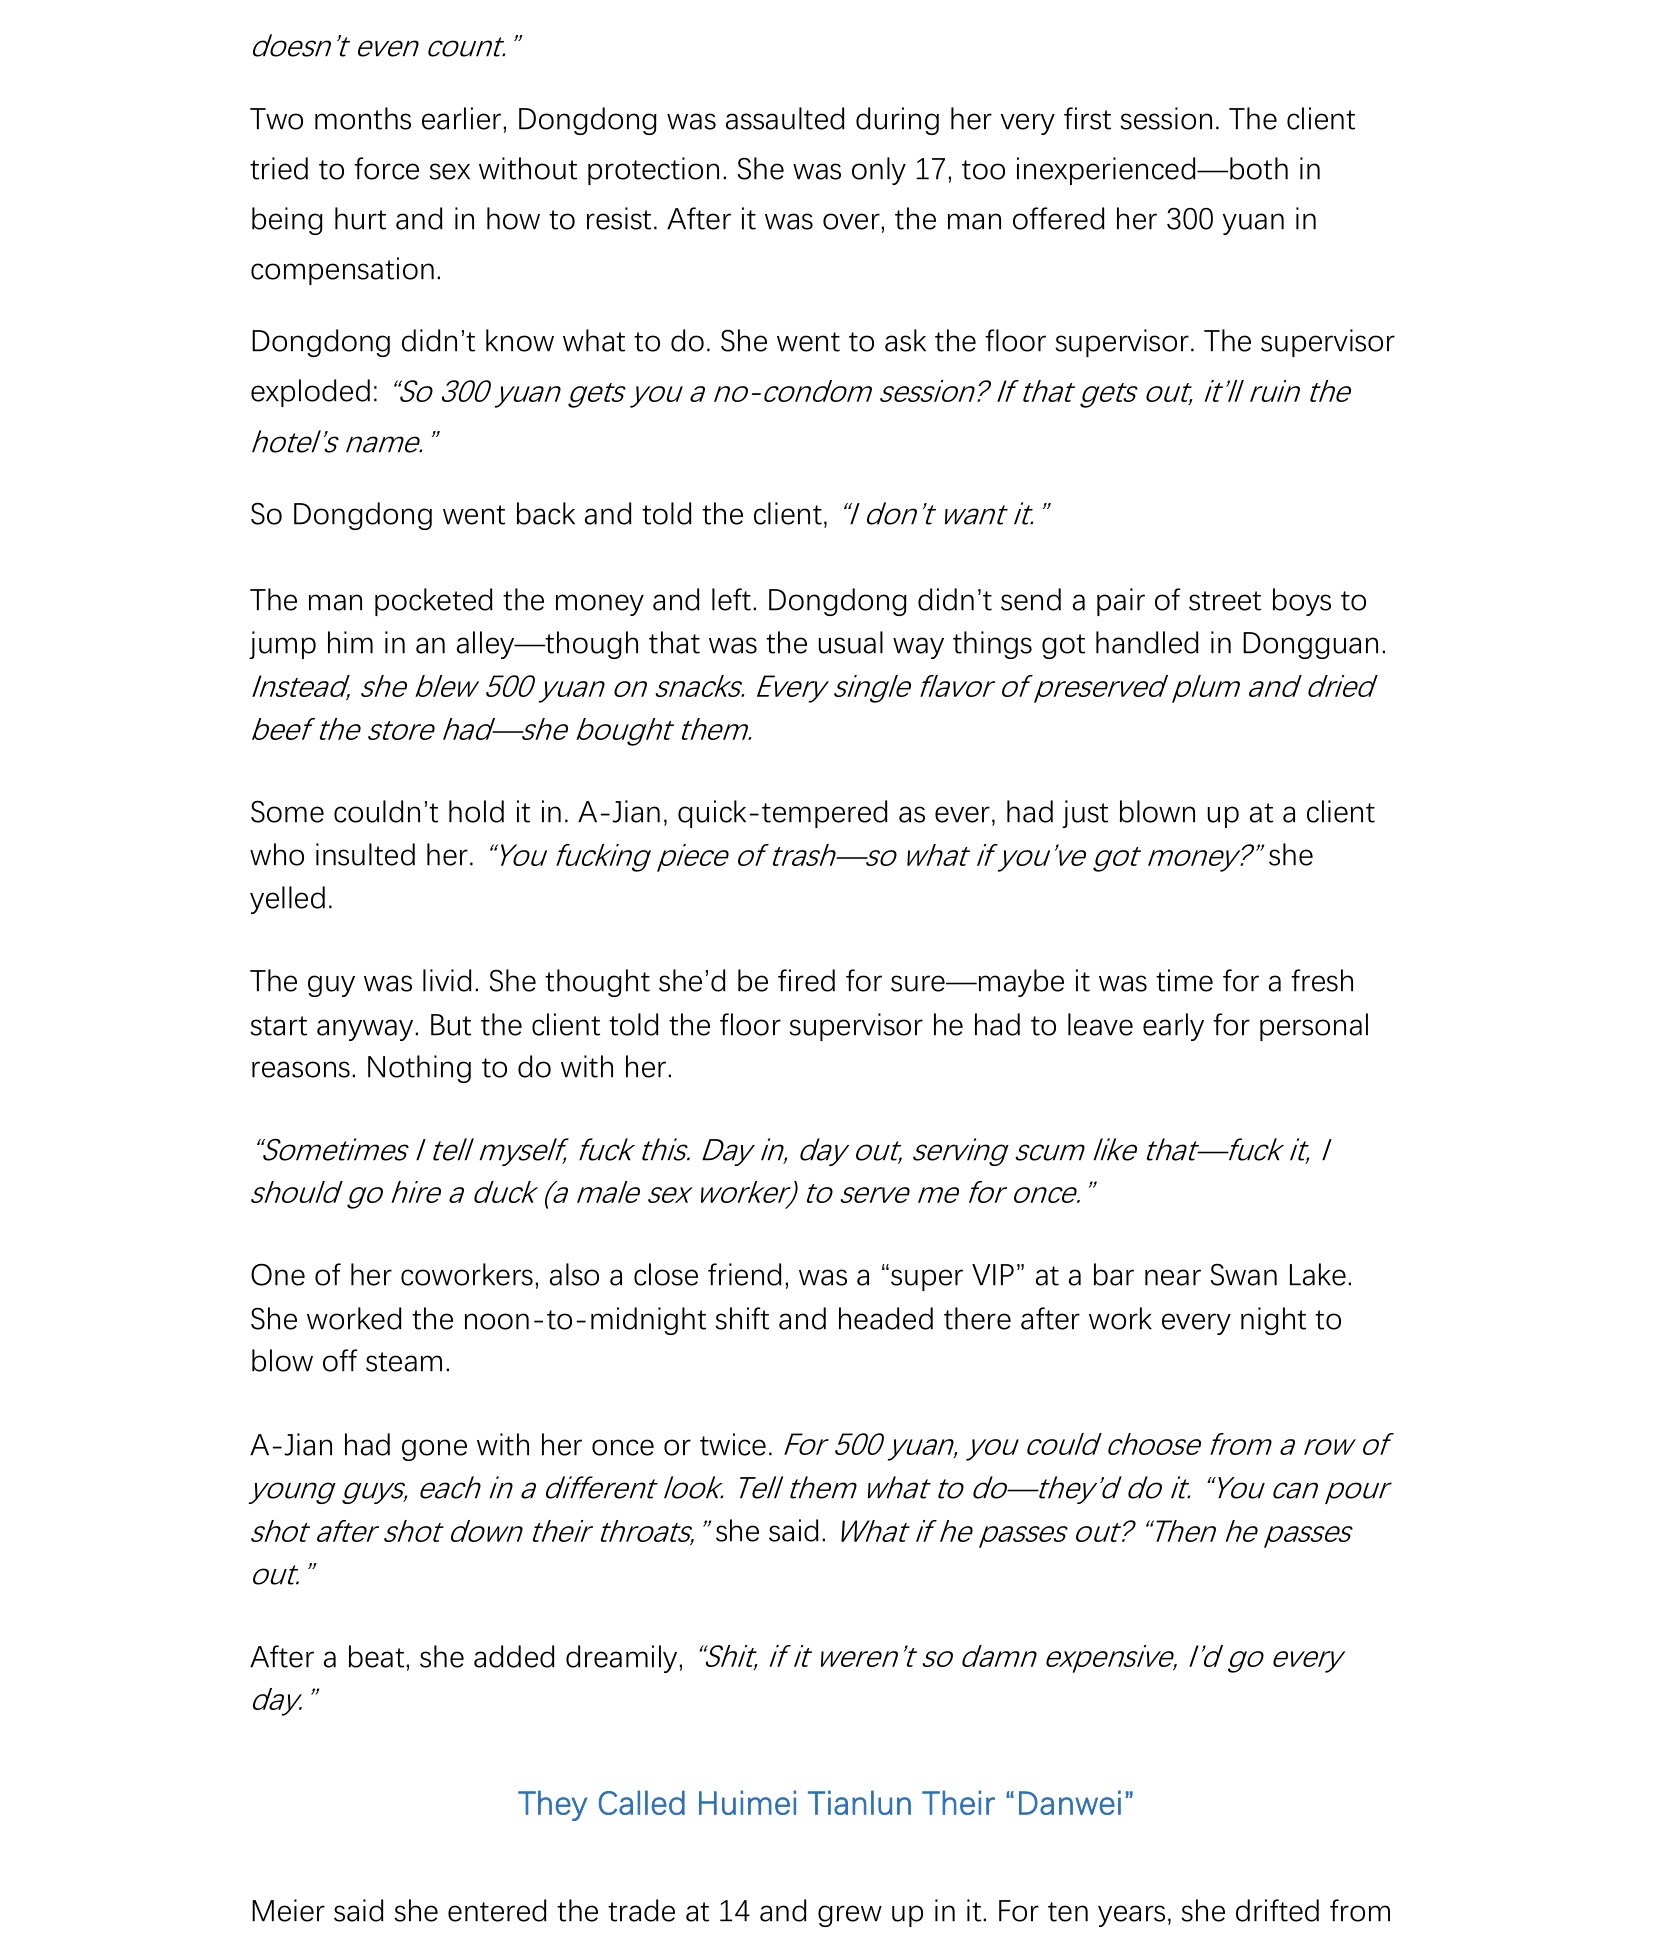 doesn’t even count.”
Two months earlier, Dongdong was assaulted during her very first session. The client
tried to force sex without protection. She was only 17, too inexperienced—both in
being hurt and in how to resist. After it was over, the man offered her 300 yuan in
compensation.
Dongdong didn’t know what to do. She went to ask the floor supervisor. The supervisor
exploded: “So 300 yuan gets you a no-condom session? If that gets out, it’ll ruin the
hotel’s name.”
So Dongdong went back and told the client, “I don’t want it.”
The man pocketed the money and left. Dongdong didn’t send a pair of street boys to
jump him in an alley—though that was the usual way things got handled in Dongguan.
Instead, she blew 500 yuan on snacks. Every single flavor of preserved plum and dried
beef the store had—she bought them.
Some couldn’t hold it in. A-Jian, quick-tempered as ever, had just blown up at a client
who insulted her. “You fucking piece of trash—so what if you’ve got money?” she
yelled.
The guy was livid. She thought she’d be fired for sure—maybe it was time for a fresh
start anyway. But the client told the floor supervisor he had to leave early for personal
reasons. Nothing to do with her.
“Sometimes I tell myself, fuck this. Day in, day out, serving scum like that—fuck it, I
should go hire a duck (a male sex worker) to serve me for once.”
One of her coworkers, also a close friend, was a “super VIP” at a bar near Swan Lake.
She worked the noon-to-midnight shift and headed there after work every night to
blow off steam.
A-Jian had gone with her once or twice. For 500 yuan, you could choose from a row of
young guys, each in a different look. Tell them what to do—they’d do it. “You can pour
shot after shot down their throats,” she said. What if he passes out? “Then he passes
out.”
After a beat, she added dreamily, “Shit, if it weren’t so damn expensive, I’d go every
day.”
They Called Huimei Tianlun Their “Danwei”
Meier said she entered the trade at 14 and grew up in it. For ten years, she drifted from